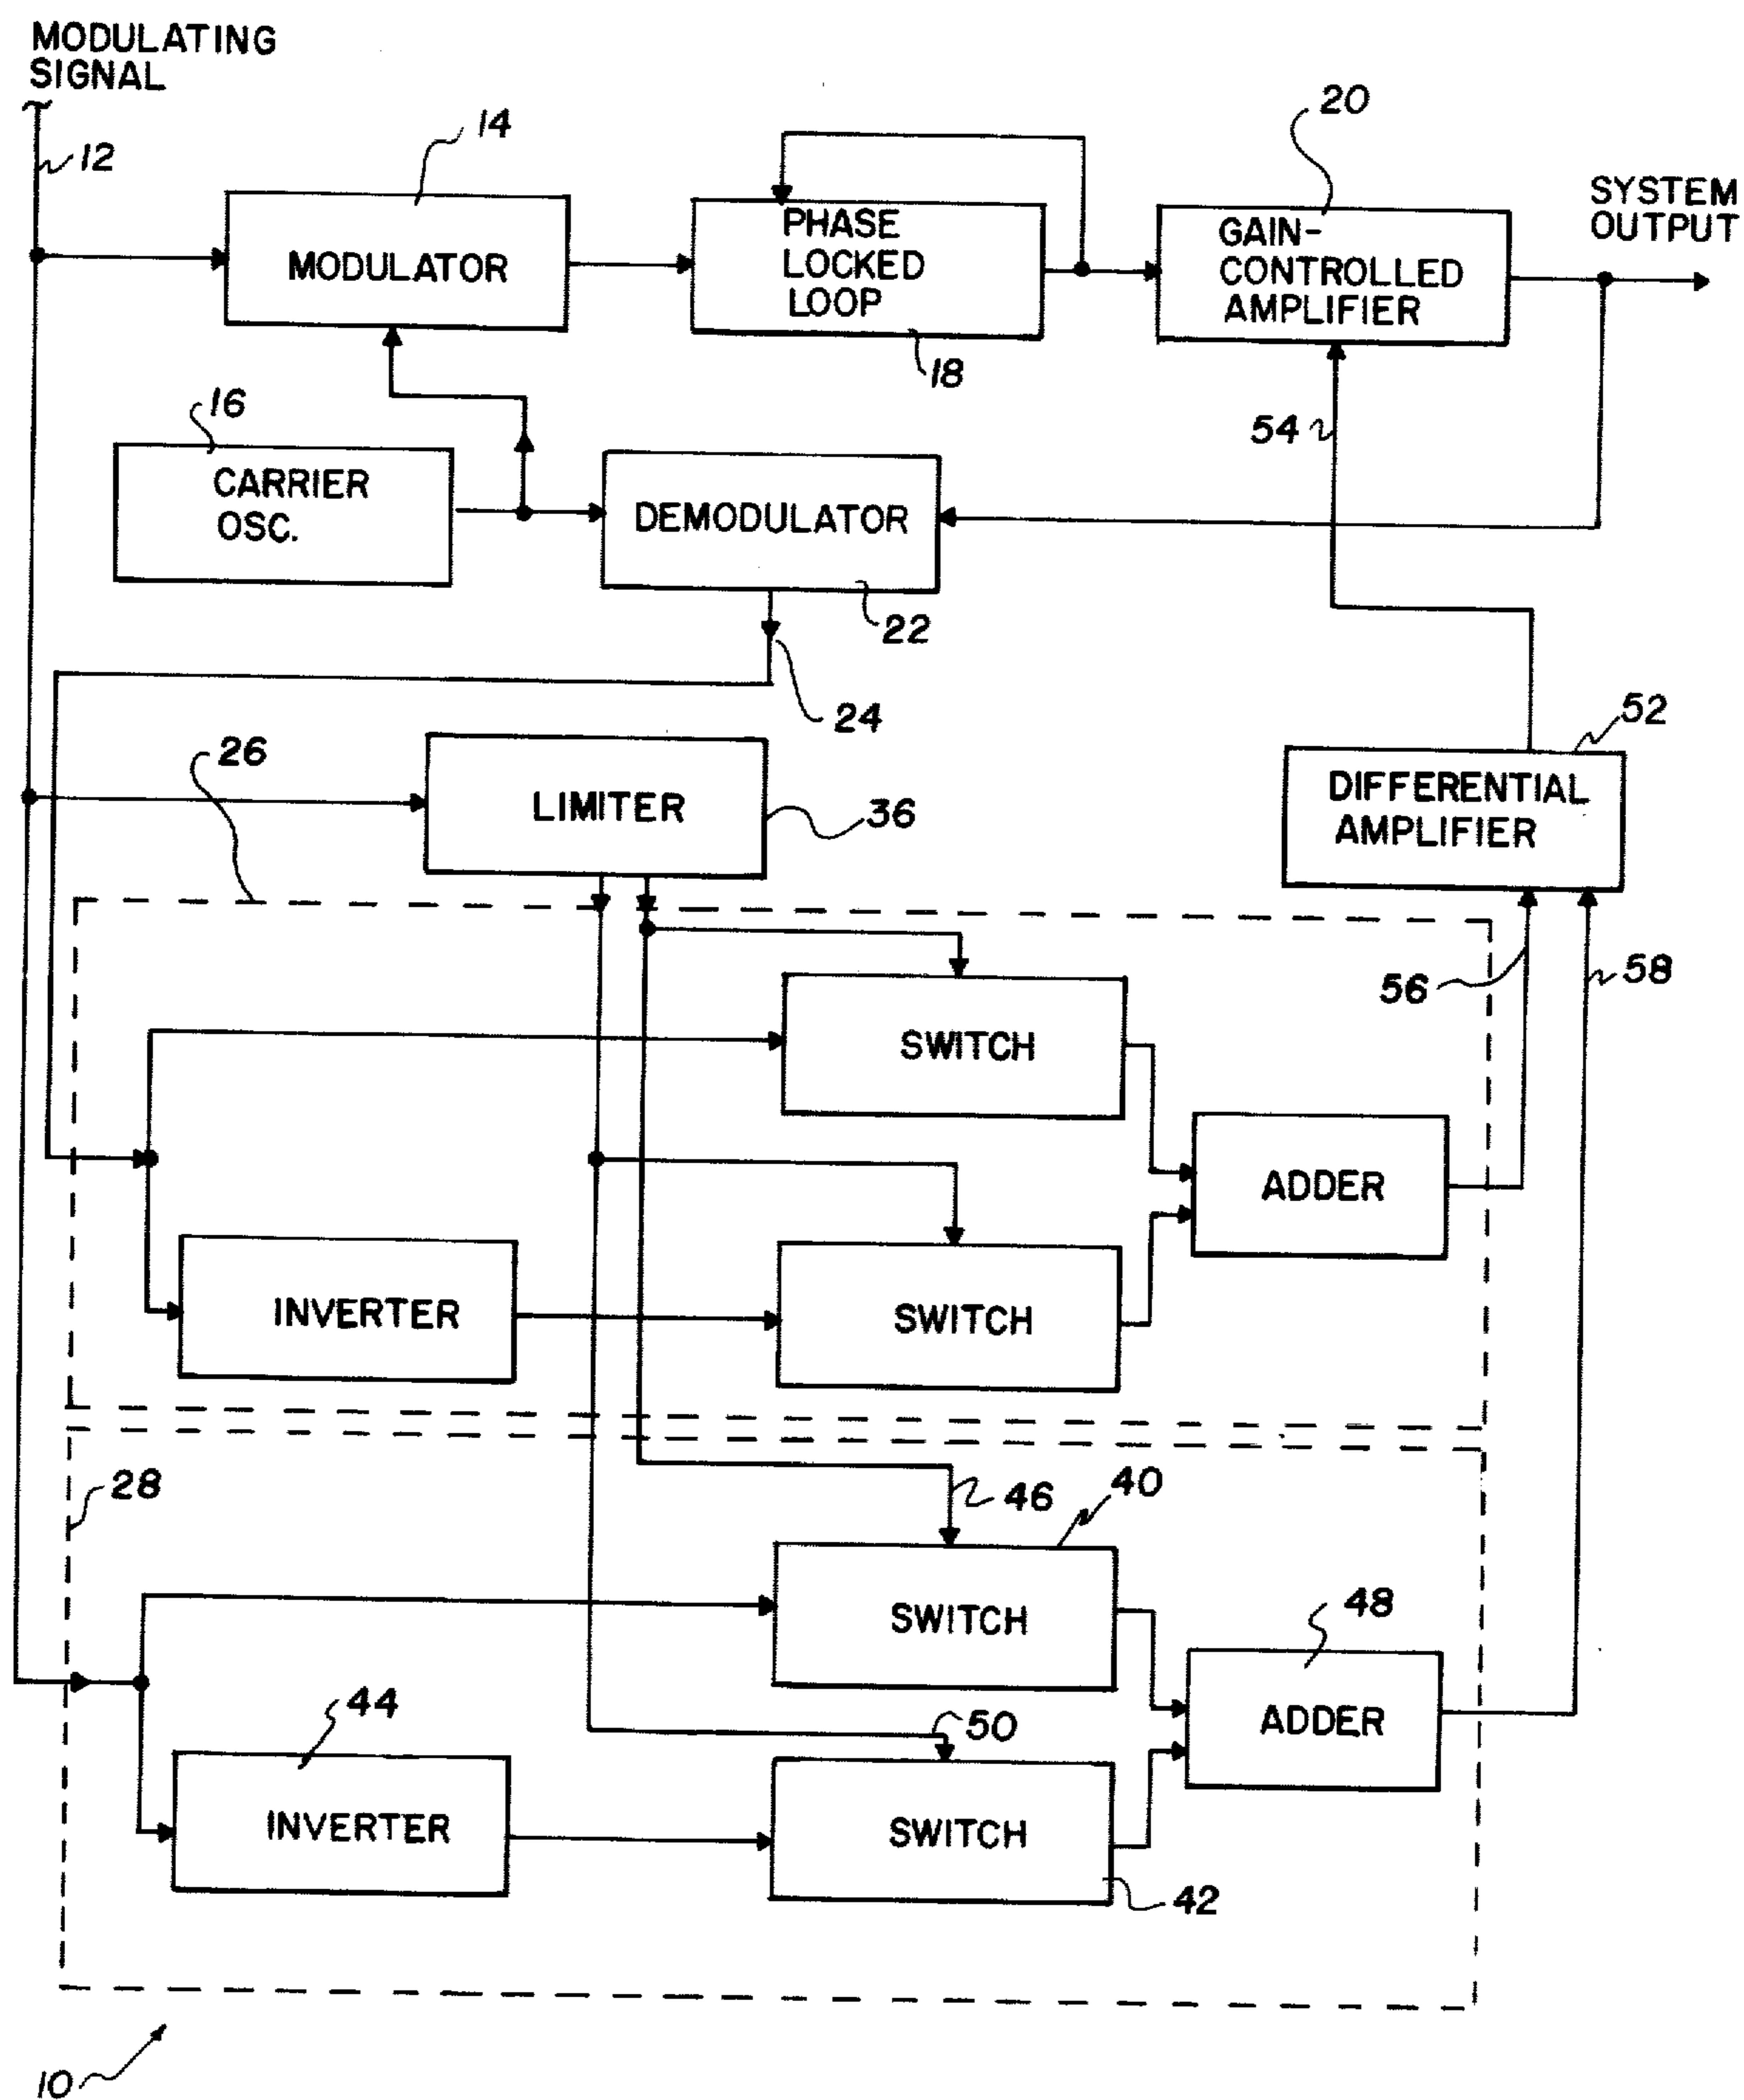 MODULATING
SIGNAL
12
14
MODULATOR
PHASE
LOCKED
LOOP
18
20
GAIN-
CONTROLLED
AMPLIFIER
SYSTEM
OUTPUT
16
CARRIER
OSC.
DEMODULATOR
22
54
24
26
LIMITER
36
52
DIFFERENTIAL
AMPLIFIER
56
58
SWITCH
ADDER
INVERTER
SWITCH
28
46
40
SWITCH
48
ADDER
44
50
INVERTER
SWITCH
42
10